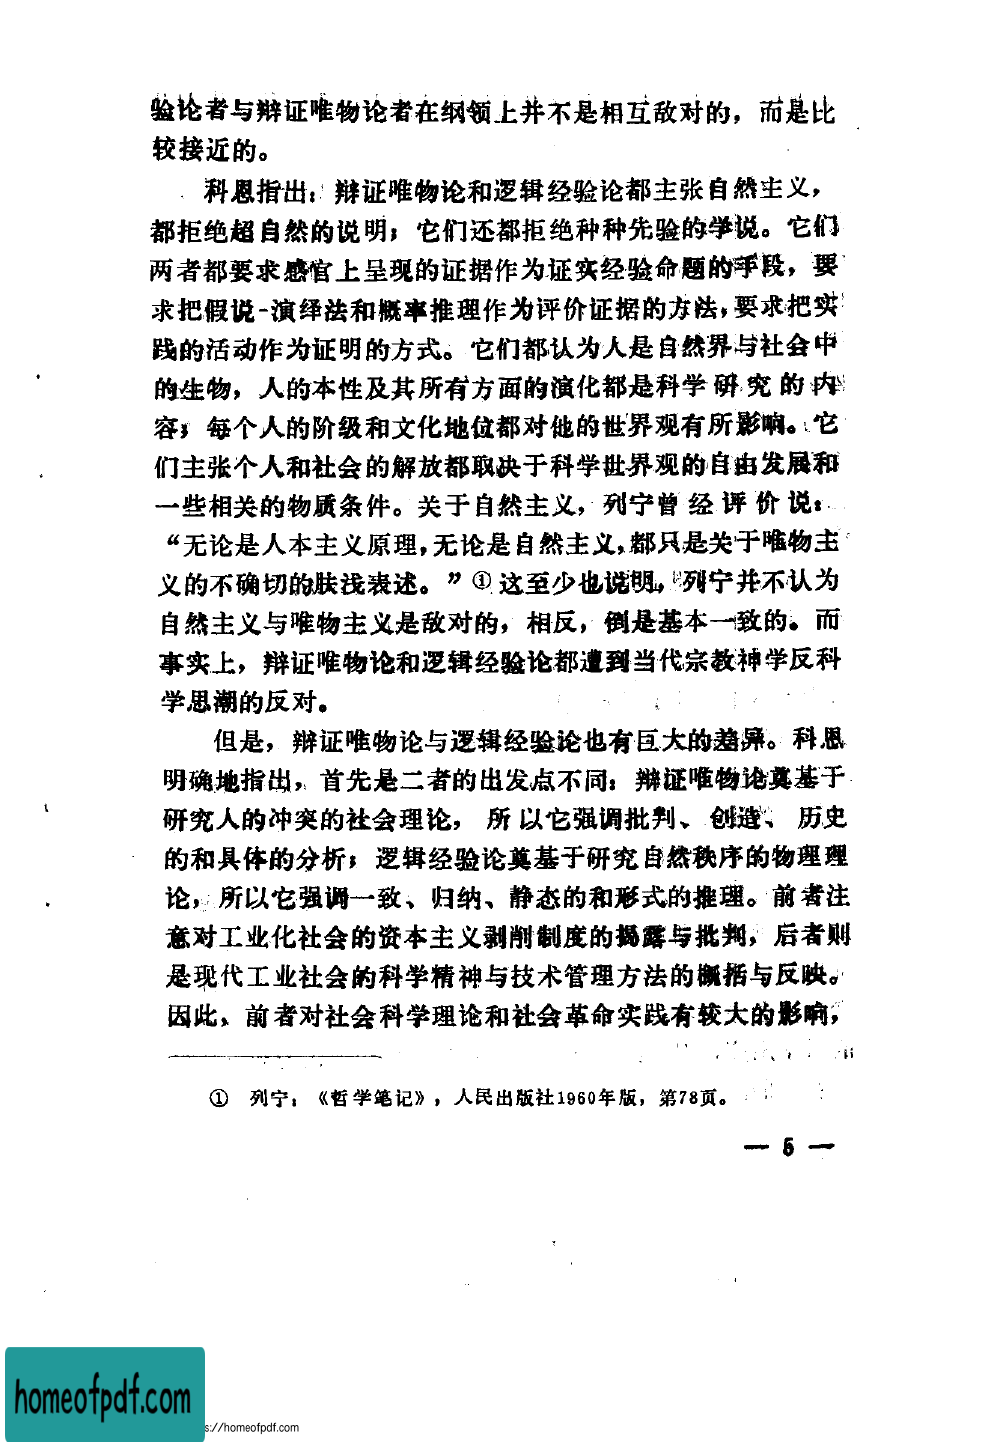 验论者与辩证唯物论者在纲领上并不是相互敌对的，而是比
较接近的。
科恩指出：辩证唯物论和逻辑经验论都主张自然主义，
都拒绝超自然的说明；它们还都拒绝种种先验的学说。它们
两者都要求感官上呈现的证据作为证实经验命题的手段，要
求把假说-演绎法和概率推理作为评价证据的方法，要求把实
践的活动作为证明的方式。它们都认为人是自然界与社会中
的生物，人的本性及其所有方面的演化都是科学研究的内
容；每个人的阶级和文化地位都对他的世界观有所影响。它
们主张个人和社会的解放都取决于科学世界观的自由发展和
一些相关的物质条件。关于自然主义，列宁曾经评价说：
“无论是人本主义原理，无论是自然主义，都只是关于唯物主
义的不确切的肤浅表述。”①这至少也说明，列宁并不认为
自然主义与唯物主义是敌对的，相反，倒是基本一致的。而
事实上，辩证唯物论和逻辑经验论都遭到当代宗教神学反科
学思潮的反对。
但是，辩证唯物论与逻辑经验论也有巨大的差异。科恩
明确地指出，首先是二者的出发点不同：辩证唯物论奠基于
研究人的冲突的社会理论，所以它强调批判、创造、历史
的和具体的分析；逻辑经验论奠基于研究自然秩序的物理理
论，所以它强调一致、归纳、静态的和形式的推理。前者注
意对工业化社会的资本主义剥削制度的揭露与批判，后者则
是现代工业社会的科学精神与技术管理方法的概括与反映。
因此，前者对社会科学理论和社会革命实践有较大的影响，
① 列宁：《哲学笔记》，人民出版社1960年版，第78页。
— 5 —
homeofpdf.com
s://homeofpdf.com